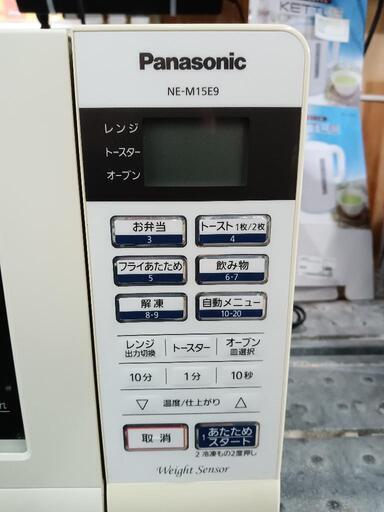 Panasonic
NE-M15E9
レンジ
トースター
オーブン
お弁当 トースト1枚/2枚
3 4
フライあたため 飲み物
5 6・7
解凍 自動メニュー
8・9 10-20
レンジ トースター オーブン
出力切換 皿選択
10分 1分 10秒
▽ 温度/仕上がり △
取消 1 あたため
スタート
2 冷凍もの2度押し
Weight Sensor